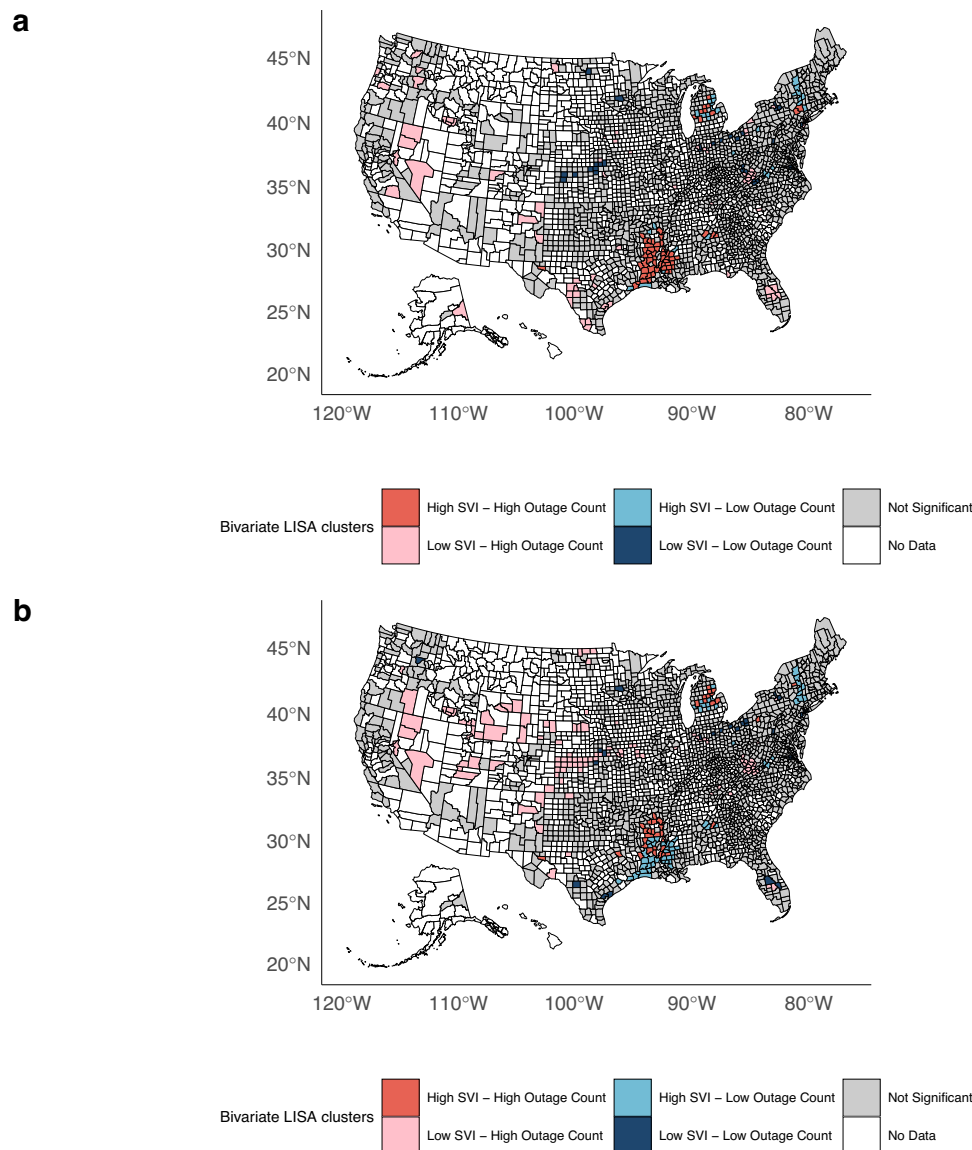 a
45°N
40°N
35°N
30°N
25°N
20°N
120°W 110°W 100°W 90°W 80°W
Bivariate LISA clusters
High SVI − High Outage Count
Low SVI − High Outage Count
High SVI − Low Outage Count
Low SVI − Low Outage Count
Not Significant
No Data
b
45°N
40°N
35°N
30°N
25°N
20°N
120°W 110°W 100°W 90°W 80°W
Bivariate LISA clusters
High SVI − High Outage Count
Low SVI − High Outage Count
High SVI − Low Outage Count
Low SVI − Low Outage Count
Not Significant
No Data